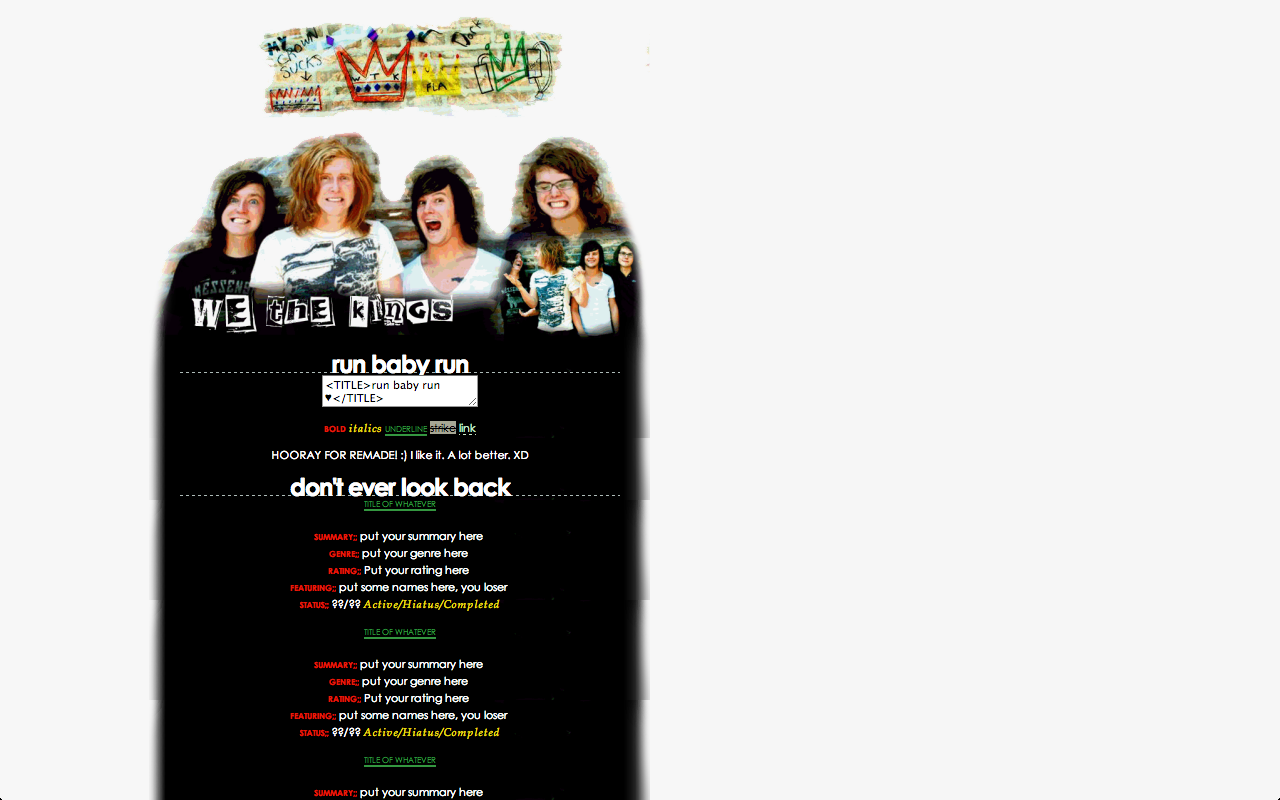 MY
CROWN
SUCKS
Dork
W T K
FLA
MESSENG
WE thE kINGS
run baby run
<TITLE>run baby run
♥</TITLE>
BOLD italics UNDERLINE strike link
HOORAY FOR REMADE! :) I like it. A lot better. XD
don't ever look back
TITLE OF WHATEVER
SUMMARY;; put your summary here
GENRE;; put your genre here
RATING;; Put your rating here
FEATURING;; put some names here, you loser
STATUS;; ??/?? Active/Hiatus/Completed
TITLE OF WHATEVER
SUMMARY;; put your summary here
GENRE;; put your genre here
RATING;; Put your rating here
FEATURING;; put some names here, you loser
STATUS;; ??/?? Active/Hiatus/Completed
TITLE OF WHATEVER
SUMMARY;; put your summary here